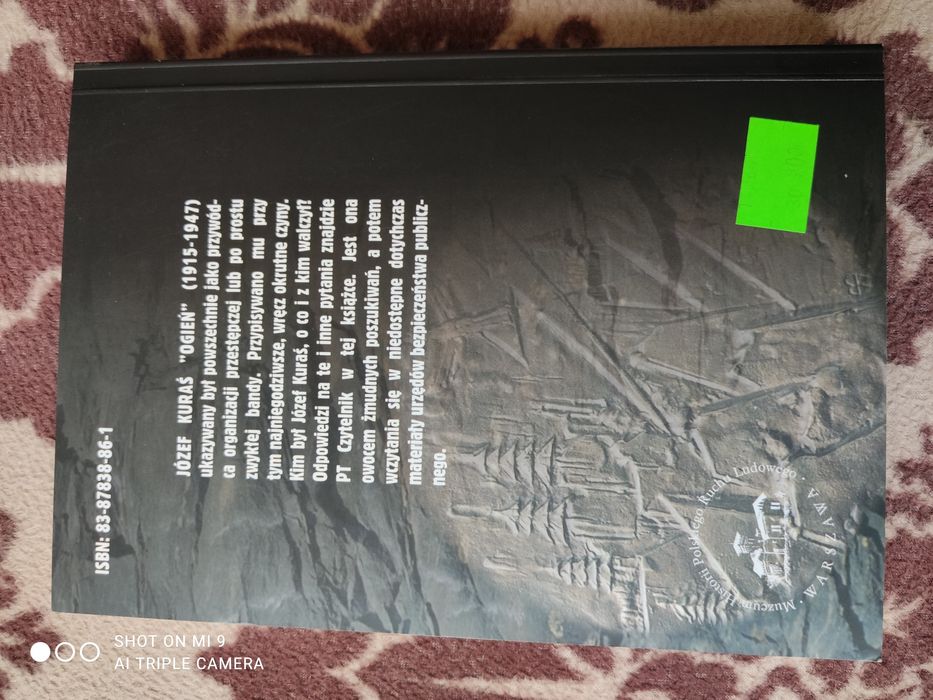 ISBN: 83-87838-86-1
JÓZEF KURAŚ "OGIEŃ" (1915-1947)
ukazywany był powszechnie jako przywód-
ca organizacji przestępczej lub po prostu
zwykłej bandy. Przypisywano mu przy
tym najniegodziwsze, wręcz okrutne czyny.
Kim był Józef Kuraś, o co i z kim walczył?
Odpowiedzi na te i inne pytania znajdzie
PT Czytelnik w tej książce. Jest ona
owocem żmudnych poszukiwań, a potem
wczytania się w niedostępne dotychczas
materiały urzędów bezpieczeństwa publicz-
nego.
Muzeum Historii Polskiego Ruchu Ludowego
WARSZAWA
SHOT ON MI 9
AI TRIPLE CAMERA